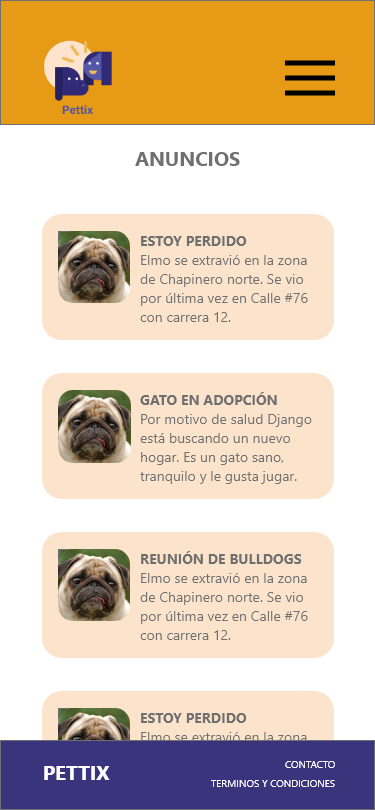 Pettix
ANUNCIOS
ESTOY PERDIDO
Elmo se extravió en la zona
de Chapinero norte. Se vio
por última vez en Calle #76
con carrera 12.
GATO EN ADOPCIÓN
Por motivo de salud Django
está buscando un nuevo
hogar. Es un gato sano,
tranquilo y le gusta jugar.
REUNIÓN DE BULLDOGS
Elmo se extravió en la zona
de Chapinero norte. Se vio
por última vez en Calle #76
con carrera 12.
ESTOY PERDIDO
Elmo se extravió en la zona
PETTIX
CONTACTO
TERMINOS Y CONDICIONES